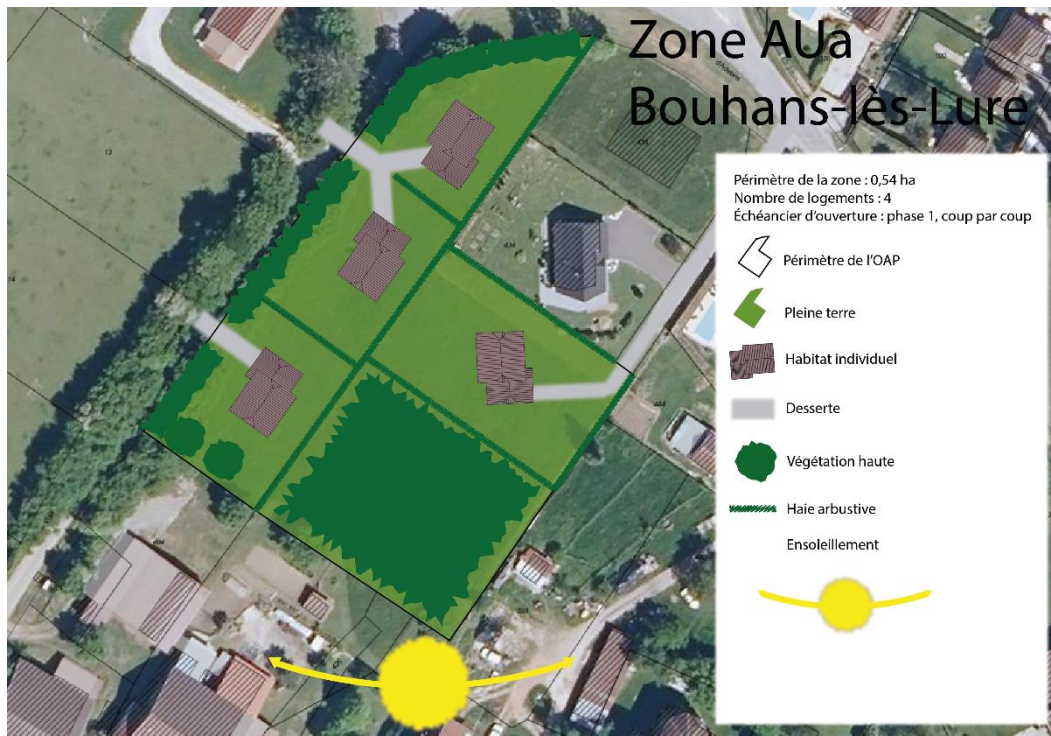 Zone AUa
Bouhans-lès-Lure
Périmètre de la zone : 0,54 ha
Nombre de logements : 4
Échéancier d'ouverture : phase 1, coup par coup
Périmètre de l'OAP
Pleine terre
Habitat individuel
Desserte
Végétation haute
Haie arbustive
Ensoleillement